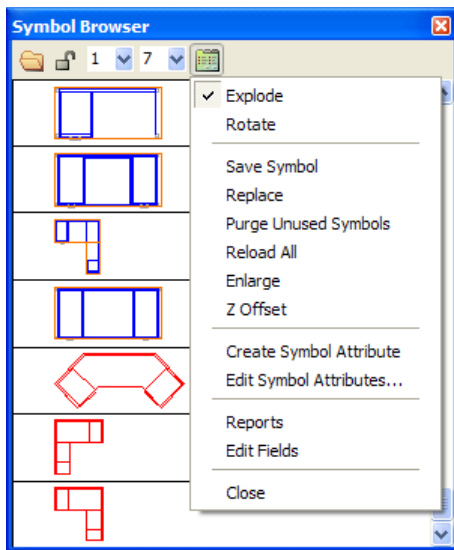 Symbol Browser
1 7
Explode
Rotate
Save Symbol
Replace
Purge Unused Symbols
Reload All
Enlarge
Z Offset
Create Symbol Attribute
Edit Symbol Attributes...
Reports
Edit Fields
Close